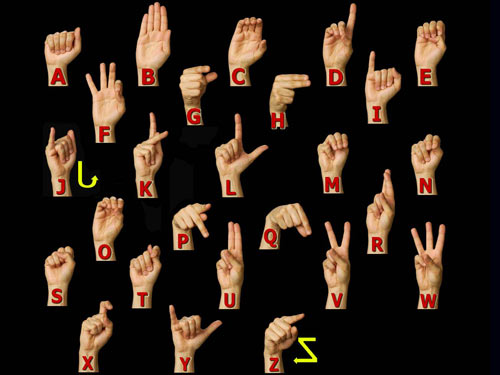 A B C D E
F G H I
J K L M N
O P Q R
S T U V W
X Y Z